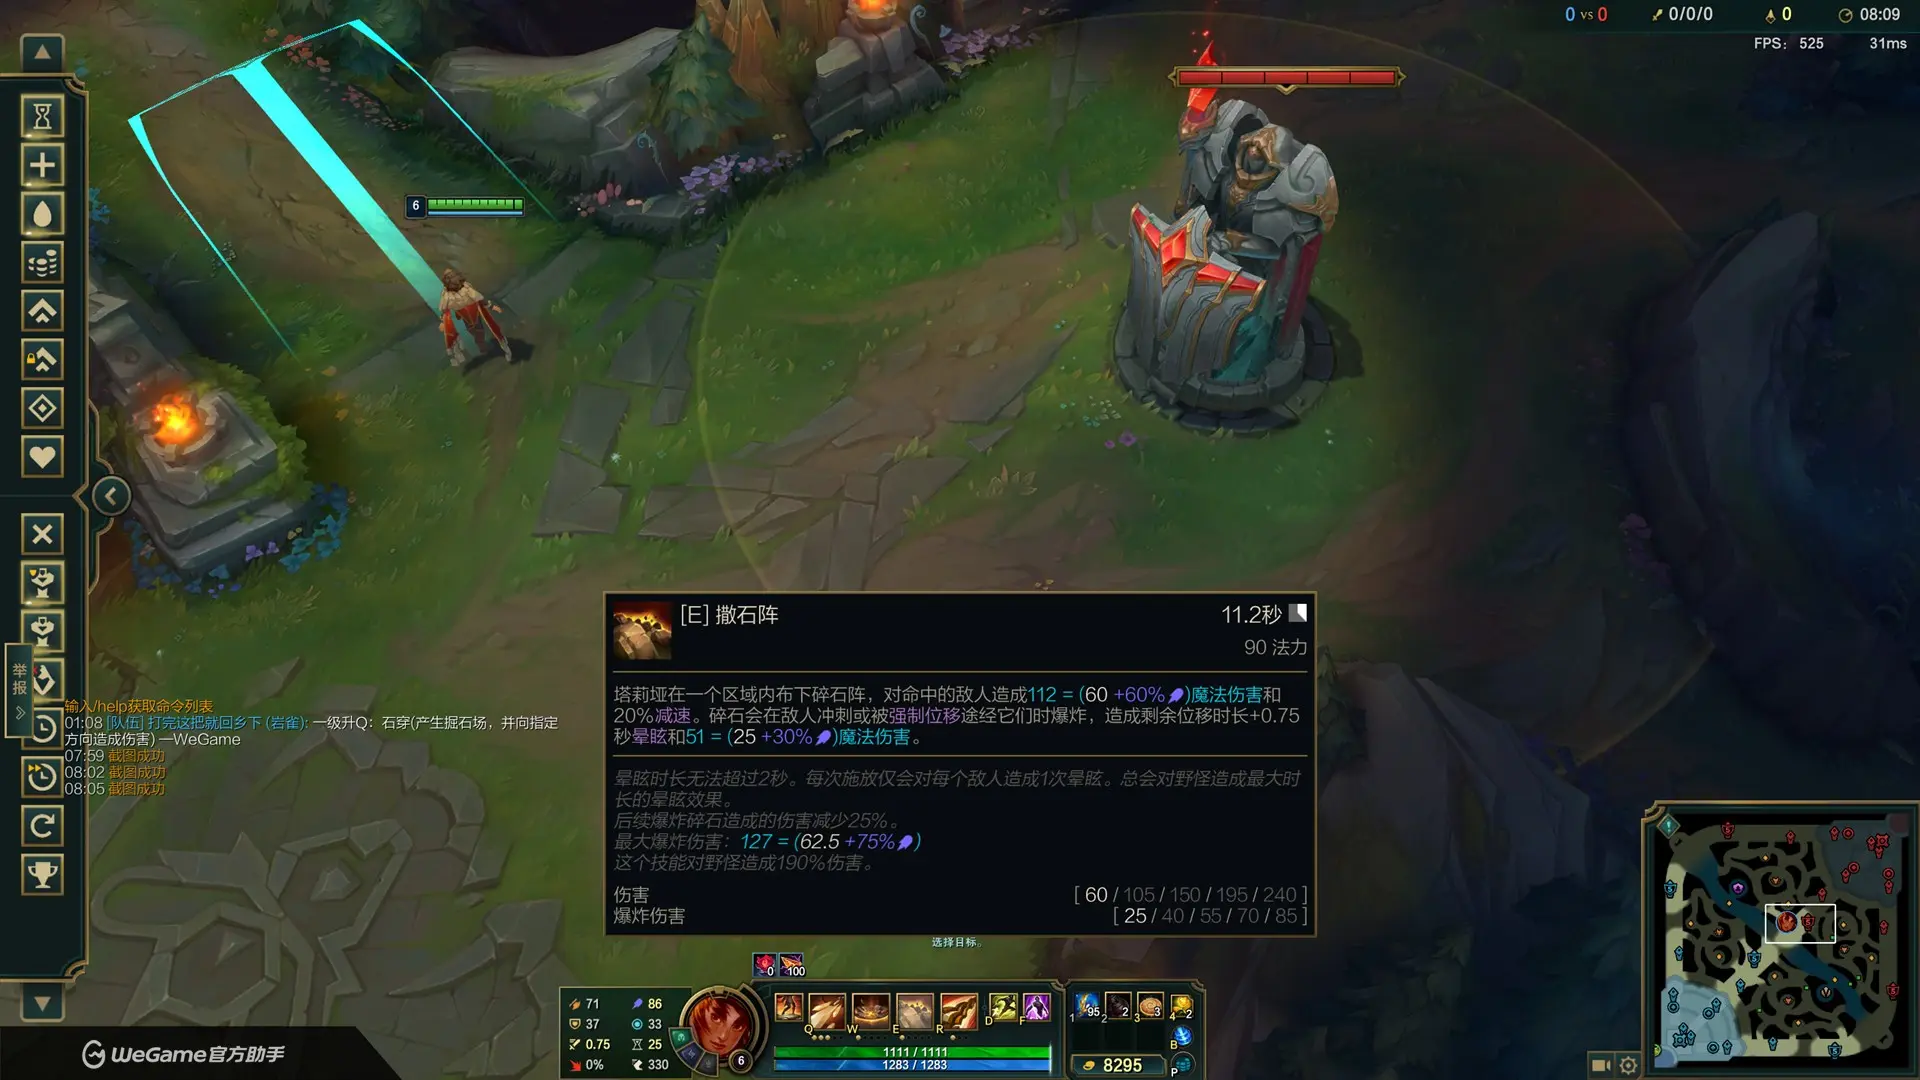 0 vs 0 0/0/0 0 08:09
FPS: 525 31ms
6
[E] 撒石阵 11.2秒
90 法力
塔莉垭在一个区域内布下碎石阵，对命中的敌人造成112 = (60 +60%)魔法伤害和
20%减速。碎石会在敌人冲刺或被强制位移途经它们时爆炸，造成剩余位移时长+0.75
秒晕眩和51 = (25 +30%)魔法伤害。
晕眩时长无法超过2秒。每次施放仅会对每个敌人造成1次晕眩。总会对野怪造成最大时
长的晕眩效果。
后续爆炸碎石造成的伤害减少25%。
最大爆炸伤害：127 = (62.5 +75%)
这个技能对野怪造成190%伤害。
伤害 [ 60 / 105 / 150 / 195 / 240 ]
爆炸伤害 [ 25 / 40 / 55 / 70 / 85 ]
选择目标。
举报
输入/help获取命令列表
01:08 [队伍] 打完这把就回乡下 (岩雀): 一级升Q：石穿(产生掘石场，并向指定
方向造成伤害) —WeGame
07:59 截图成功
08:02 截图成功
08:05 截图成功
WeGame官方助手
0 100
71 86
37 33
0.75 25
0% 330
6
Q W E R D F
1111 / 1111
1283 / 1283
1 95 2 2 3 3 4 2
B
8295
P